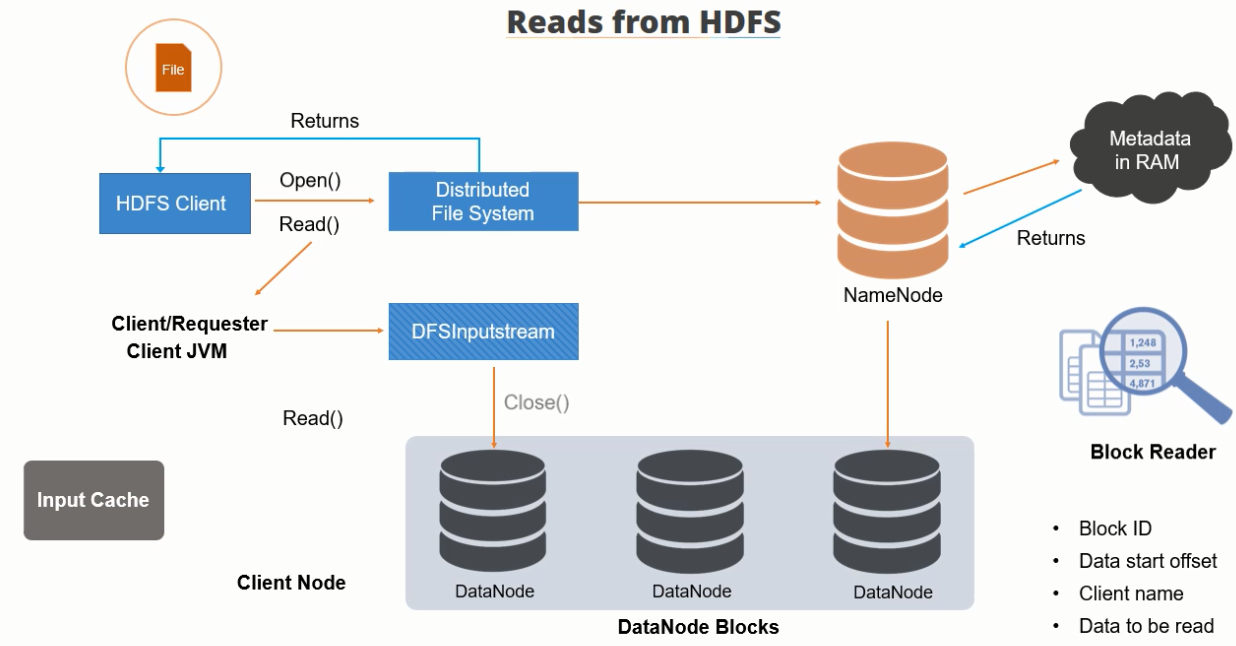 Reads from HDFS
File
Returns
HDFS Client
Open()
Read()
Distributed
File System
Metadata
in RAM
Returns
NameNode
Client/Requester
Client JVM
DFSInputstream
1,248
2,53
4,871
Close()
Read()
Block Reader
Input Cache
Client Node
DataNode
DataNode
DataNode
DataNode Blocks
• Block ID
• Data start offset
• Client name
• Data to be read